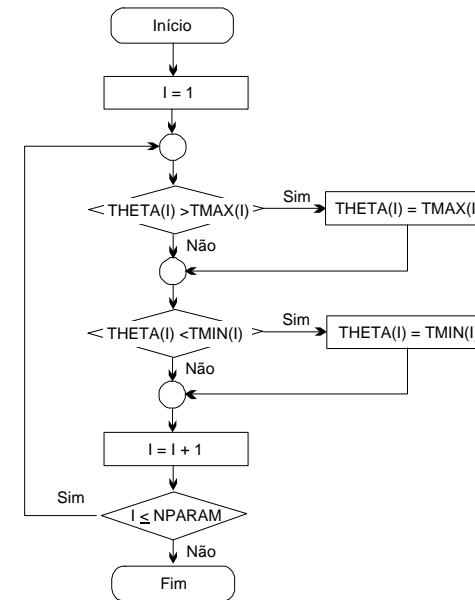 Início
I = 1
THETA(I) >TMAX(I)
Sim
THETA(I) = TMAX(I
Não
THETA(I) <TMIN(I)
Sim
THETA(I) = TMIN(I)
Não
I = I + 1
Sim
I ≤ NPARAM
Não
Fim